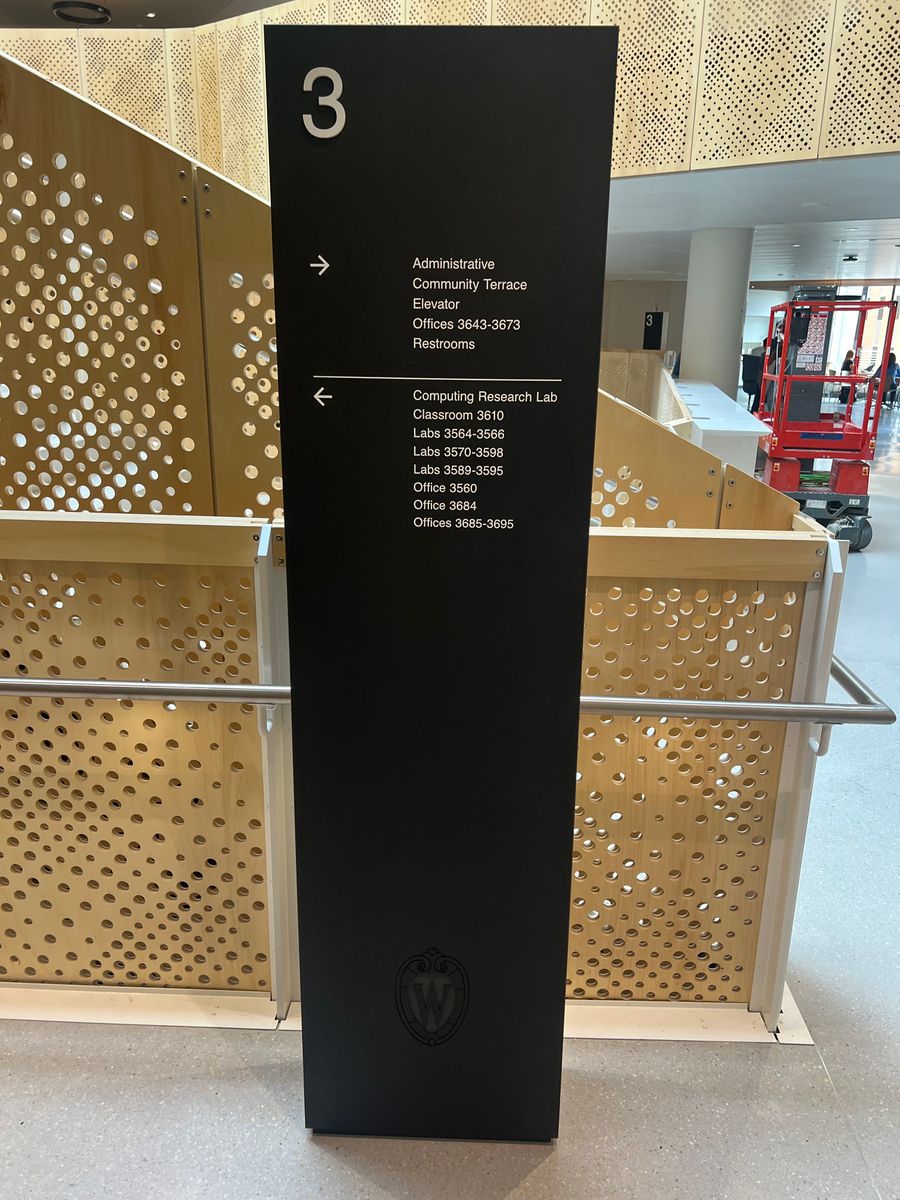 3
→ Administrative
Community Terrace
Elevator
Offices 3643-3673
Restrooms
← Computing Research Lab
Classroom 3610
Labs 3564-3566
Labs 3570-3598
Labs 3589-3595
Office 3560
Office 3684
Offices 3685-3695
W
3